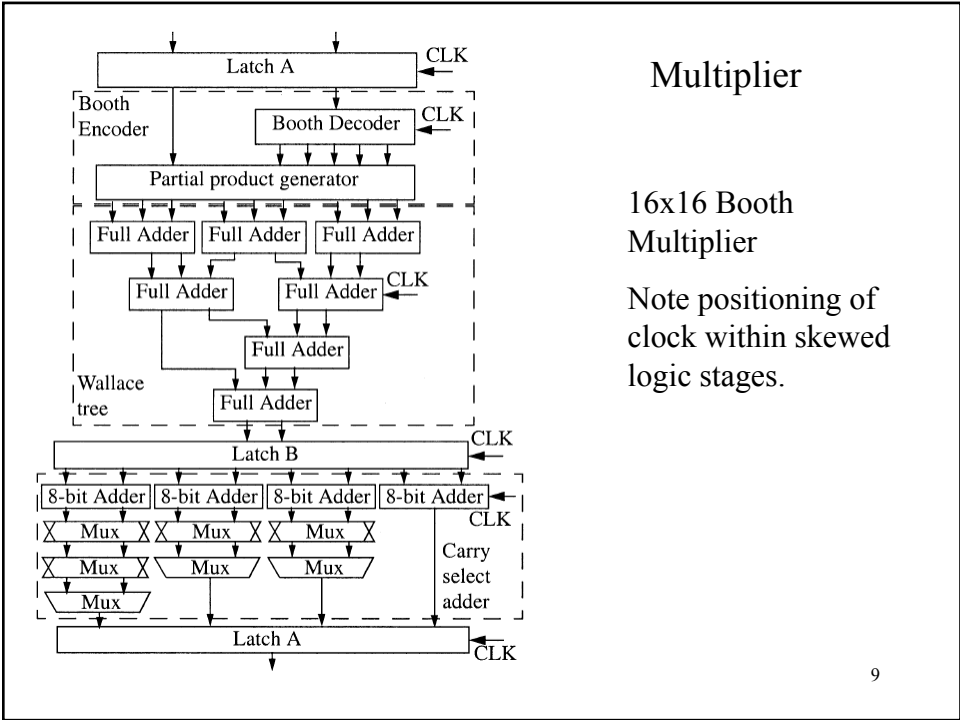 Multiplier
16x16 Booth
Multiplier
Note positioning of
clock within skewed
logic stages.
Latch A
CLK
Booth
Encoder
Booth Decoder
CLK
Partial product generator
Full Adder Full Adder Full Adder
Full Adder Full Adder
CLK
Full Adder
Wallace
tree
Full Adder
Latch B
CLK
8-bit Adder 8-bit Adder 8-bit Adder 8-bit Adder
CLK
Mux Mux Mux
Mux Mux Mux
Mux
Carry
select
adder
Latch A
CLK
9